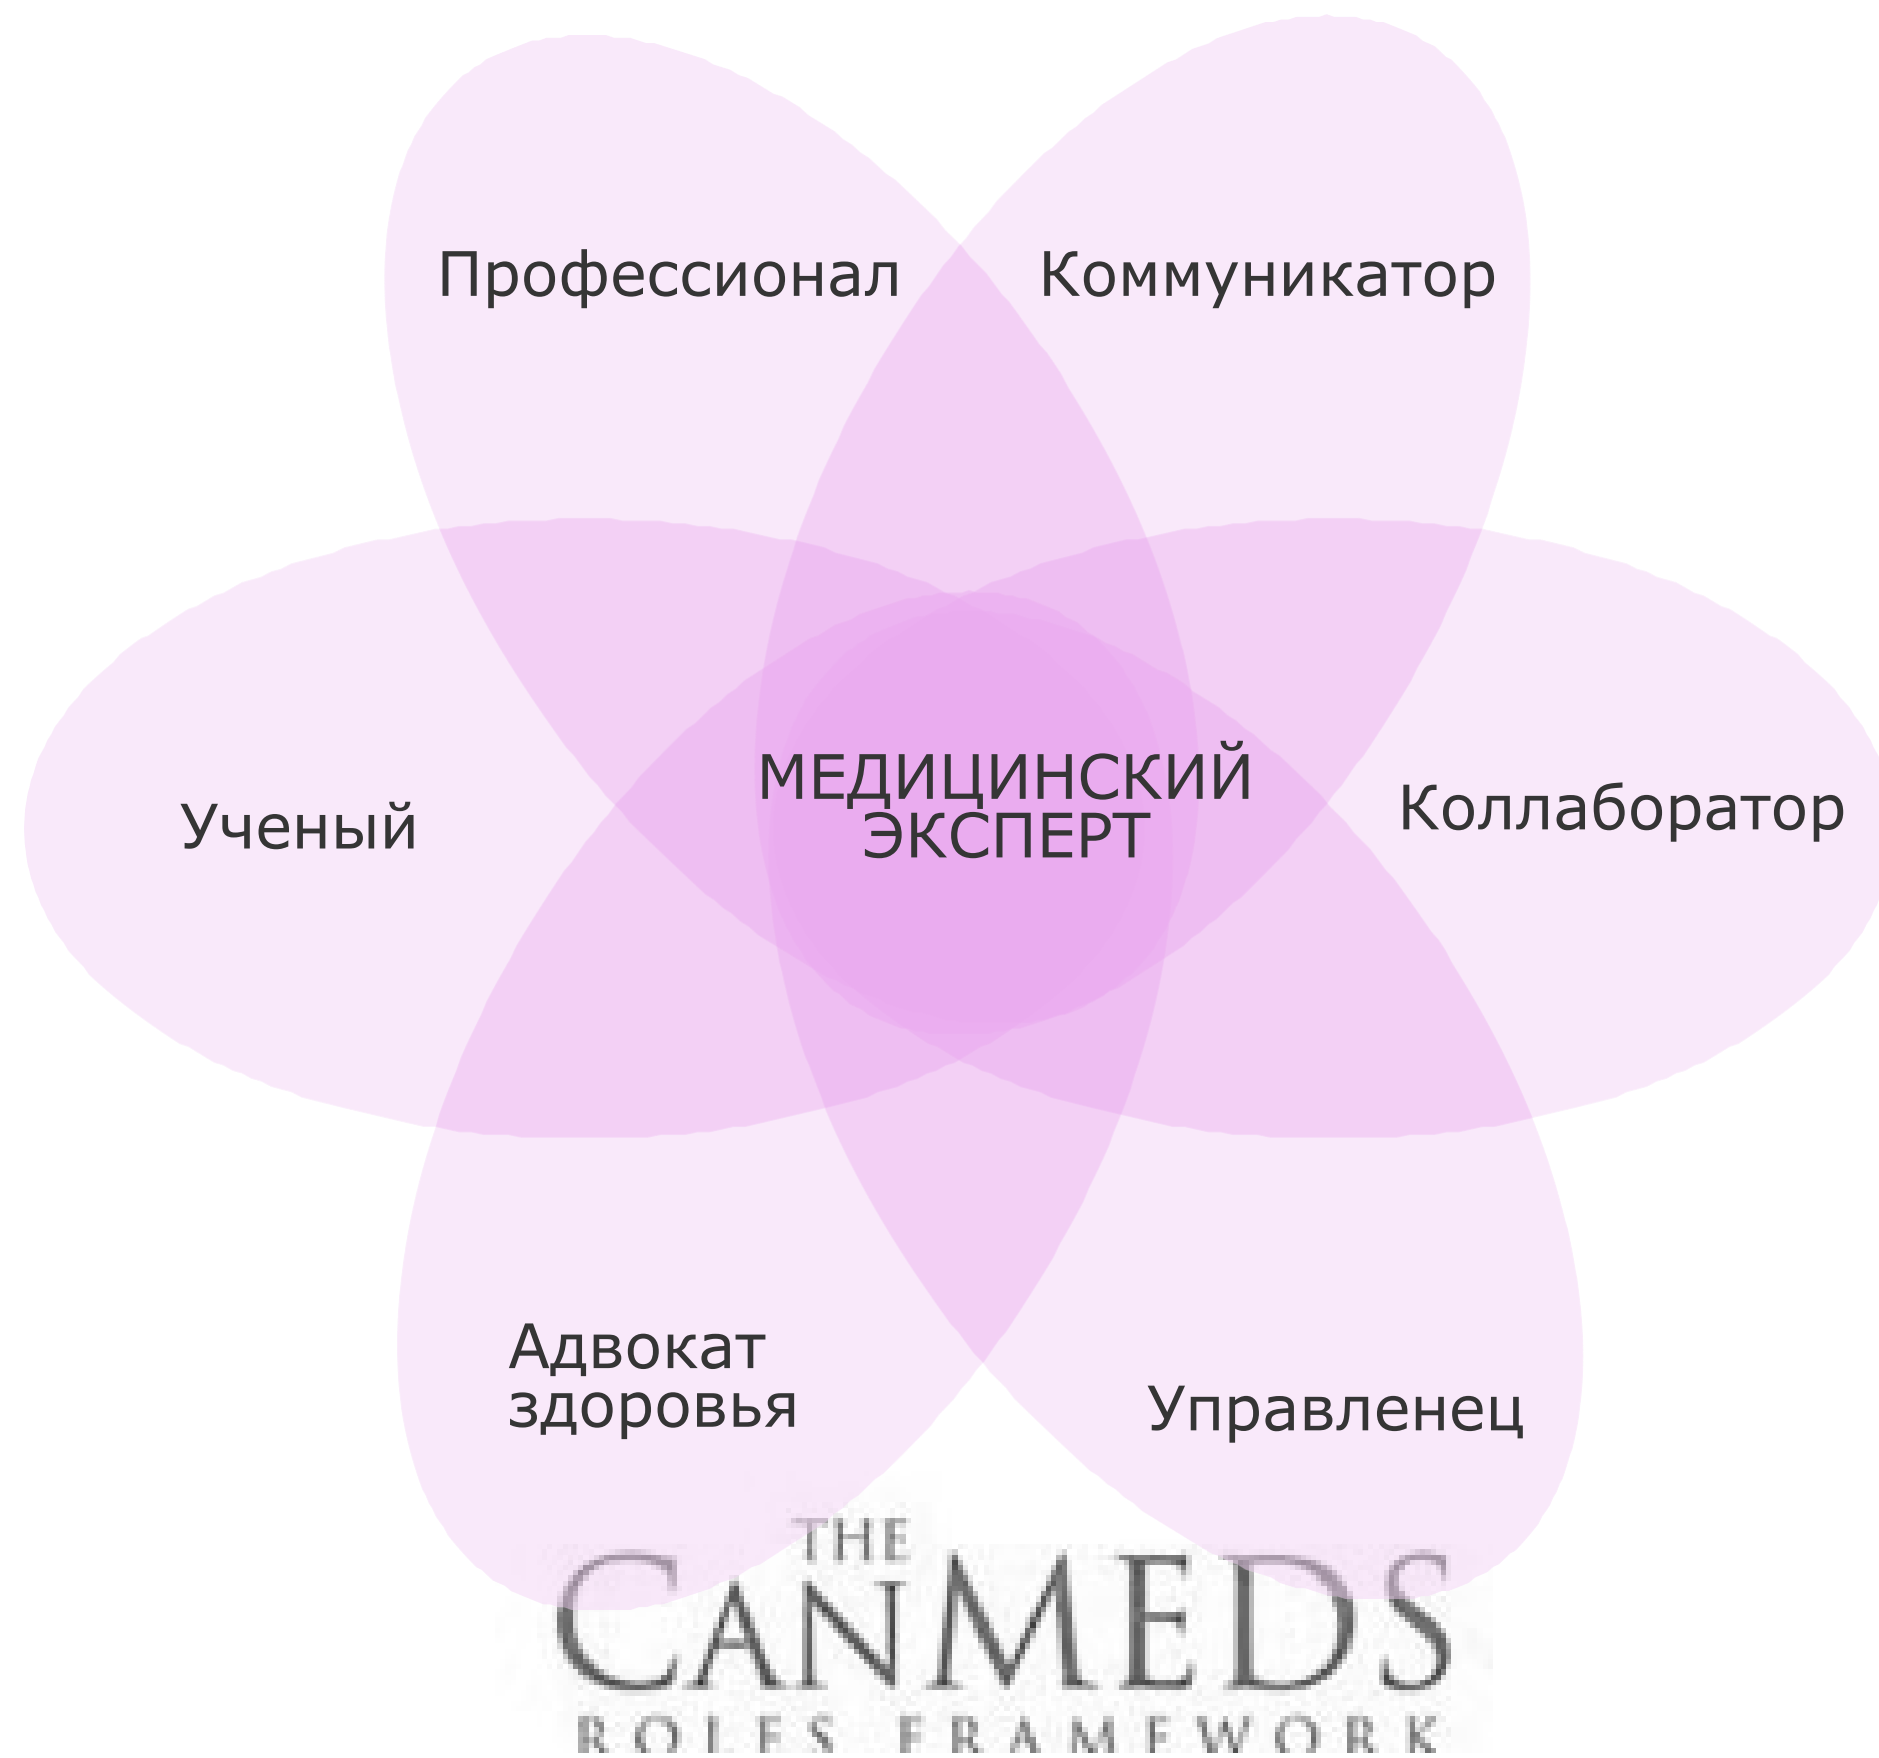 Профессионал
Коммуникатор
МЕДИЦИНСКИЙ
ЭКСПЕРТ
Ученый
Коллаборатор
Адвокат
здоровья
Управленец
THE
CANMEDS
ROLES FRAMEWORK